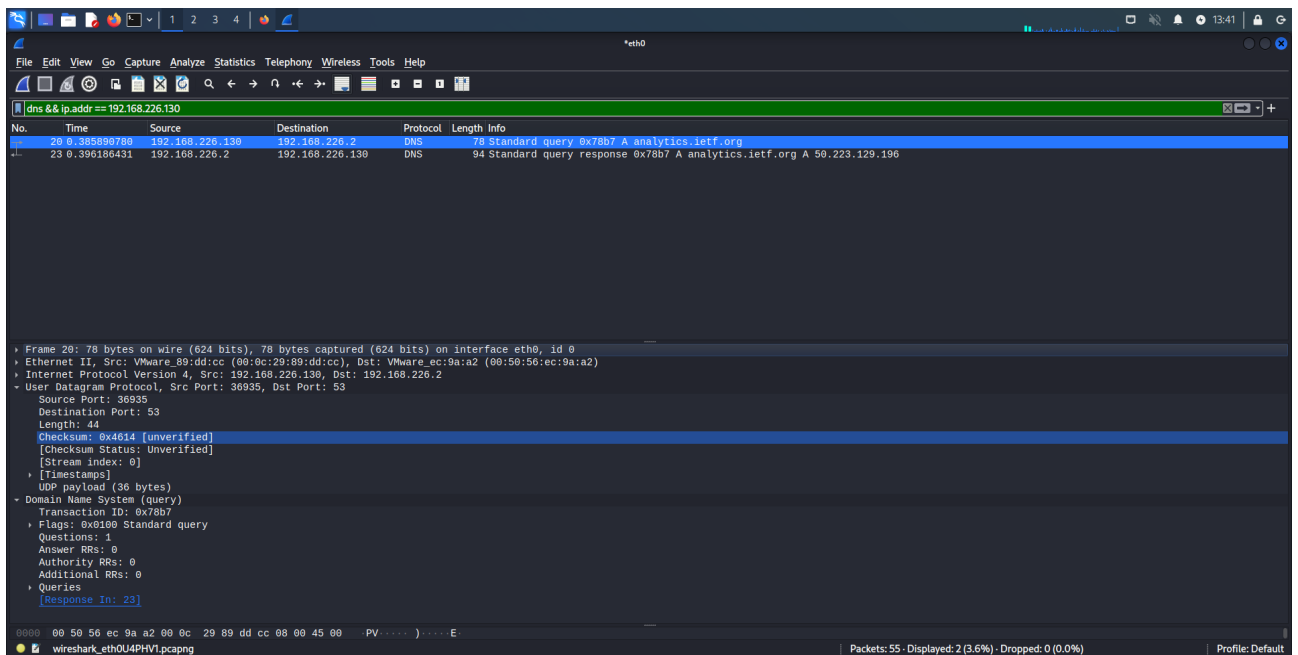 1 2 3 4 13:41
*eth0
File Edit View Go Capture Analyze Statistics Telephony Wireless Tools Help
dns && ip.addr == 192.168.226.130
No. Time Source Destination Protocol Length Info
20 0.385890780 192.168.226.130 192.168.226.2 DNS 78 Standard query 0x78b7 A analytics.ietf.org
23 0.396186431 192.168.226.2 192.168.226.130 DNS 94 Standard query response 0x78b7 A analytics.ietf.org A 50.223.129.196
Frame 20: 78 bytes on wire (624 bits), 78 bytes captured (624 bits) on interface eth0, id 0
Ethernet II, Src: VMware_89:dd:cc (00:0c:29:89:dd:cc), Dst: VMware_ec:9a:a2 (00:50:56:ec:9a:a2)
Internet Protocol Version 4, Src: 192.168.226.130, Dst: 192.168.226.2
User Datagram Protocol, Src Port: 36935, Dst Port: 53
Source Port: 36935
Destination Port: 53
Length: 44
Checksum: 0x4614 [unverified]
[Checksum Status: Unverified]
[Stream index: 0]
[Timestamps]
UDP payload (36 bytes)
Domain Name System (query)
Transaction ID: 0x78b7
Flags: 0x0100 Standard query
Questions: 1
Answer RRs: 0
Authority RRs: 0
Additional RRs: 0
Queries
[Response In: 23]
0000 00 50 56 ec 9a a2 00 0c 29 89 dd cc 08 00 45 00 ·PV····· )·····E·
wireshark_eth0U4PHV1.pcapng Packets: 55 · Displayed: 2 (3.6%) · Dropped: 0 (0.0%) Profile: Default